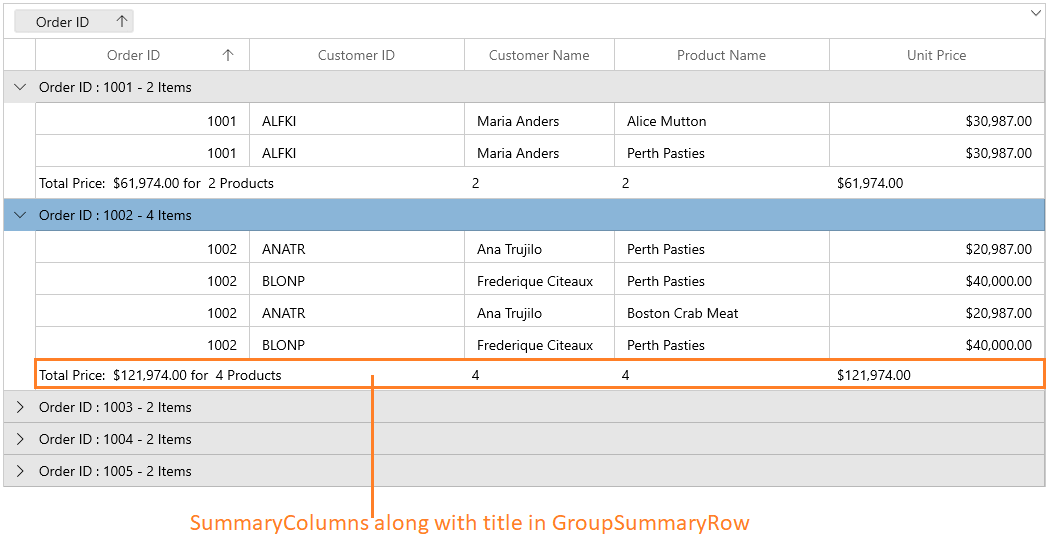 Order ID
Order ID Customer ID Customer Name Product Name Unit Price
Order ID : 1001 - 2 Items
1001 ALFKI Maria Anders Alice Mutton $30,987.00
1001 ALFKI Maria Anders Perth Pasties $30,987.00
Total Price: $61,974.00 for 2 Products 2 2 $61,974.00
Order ID : 1002 - 4 Items
1002 ANATR Ana Trujilo Perth Pasties $20,987.00
1002 BLONP Frederique Citeaux Perth Pasties $40,000.00
1002 ANATR Ana Trujilo Boston Crab Meat $20,987.00
1002 BLONP Frederique Citeaux Perth Pasties $40,000.00
Total Price: $121,974.00 for 4 Products 4 4 $121,974.00
Order ID : 1003 - 2 Items
Order ID : 1004 - 2 Items
Order ID : 1005 - 2 Items
SummaryColumns along with title in GroupSummaryRow